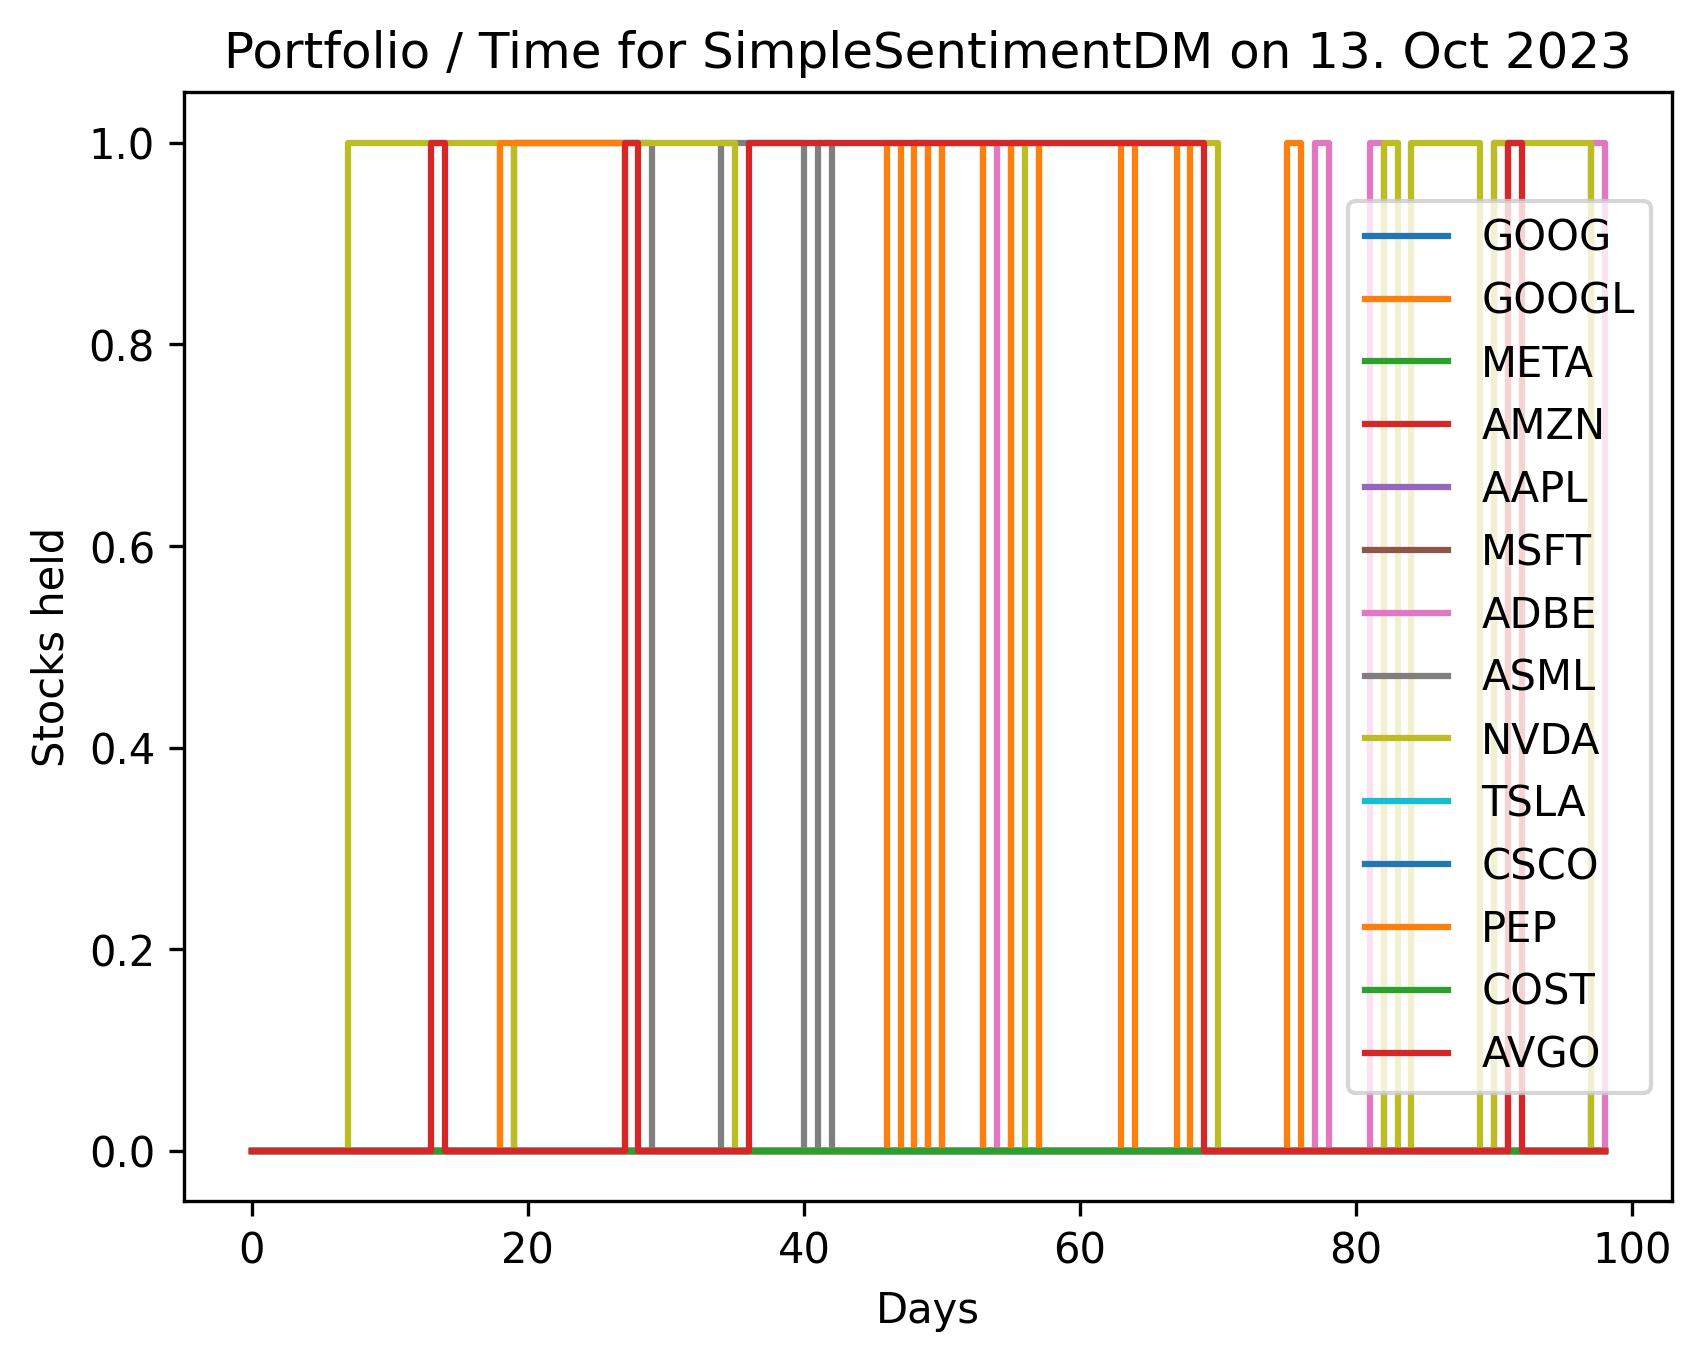 Portfolio / Time for SimpleSentimentDM on 13. Oct 2023
1.0
0.8
0.6
0.4
0.2
0.0
Stocks held
GOOG
GOOGL
META
AMZN
AAPL
MSFT
ADBE
ASML
NVDA
TSLA
CSCO
PEP
COST
AVGO
0 20 40 60 80 100
Days